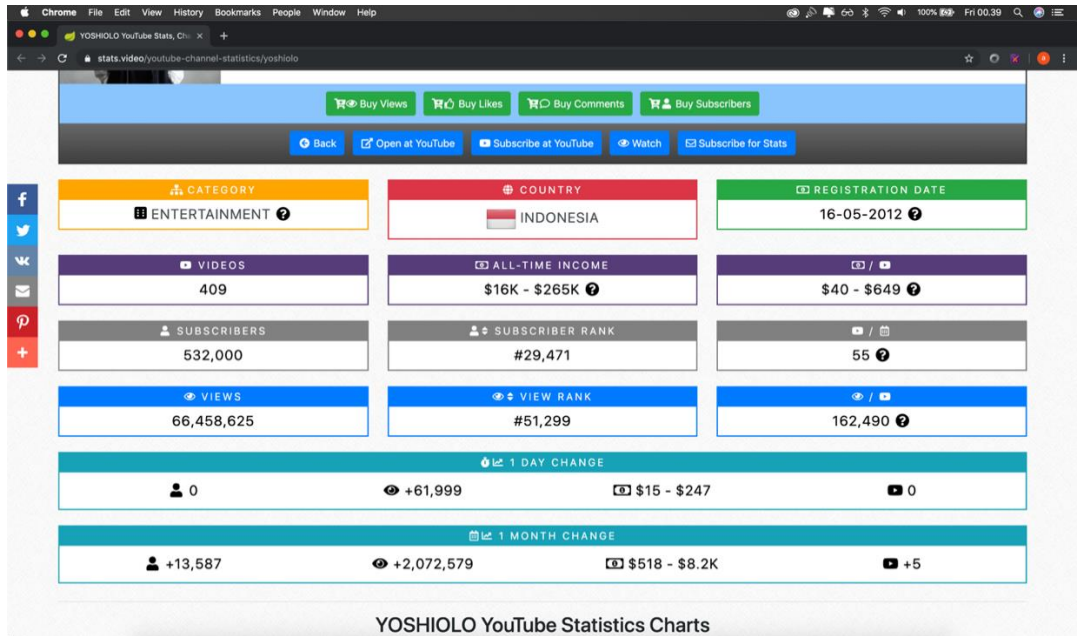 Chrome File Edit View History Bookmarks People Window Help 100% Fri 00.39
YOSHIOLO YouTube Stats, Cha
stats.video/youtube-channel-statistics/yoshiolo
Buy Views Buy Likes Buy Comments Buy Subscribers
Back Open at YouTube Subscribe at YouTube Watch Subscribe for Stats
CATEGORY COUNTRY REGISTRATION DATE
ENTERTAINMENT INDONESIA 16-05-2012
VIDEOS ALL-TIME INCOME /
409 $16K - $265K $40 - $649
SUBSCRIBERS SUBSCRIBER RANK /
532,000 #29,471 55
VIEWS VIEW RANK /
66,458,625 #51,299 162,490
1 DAY CHANGE
0 +61,999 $15 - $247 0
1 MONTH CHANGE
+13,587 +2,072,579 $518 - $8.2K +5
YOSHIOLO YouTube Statistics Charts